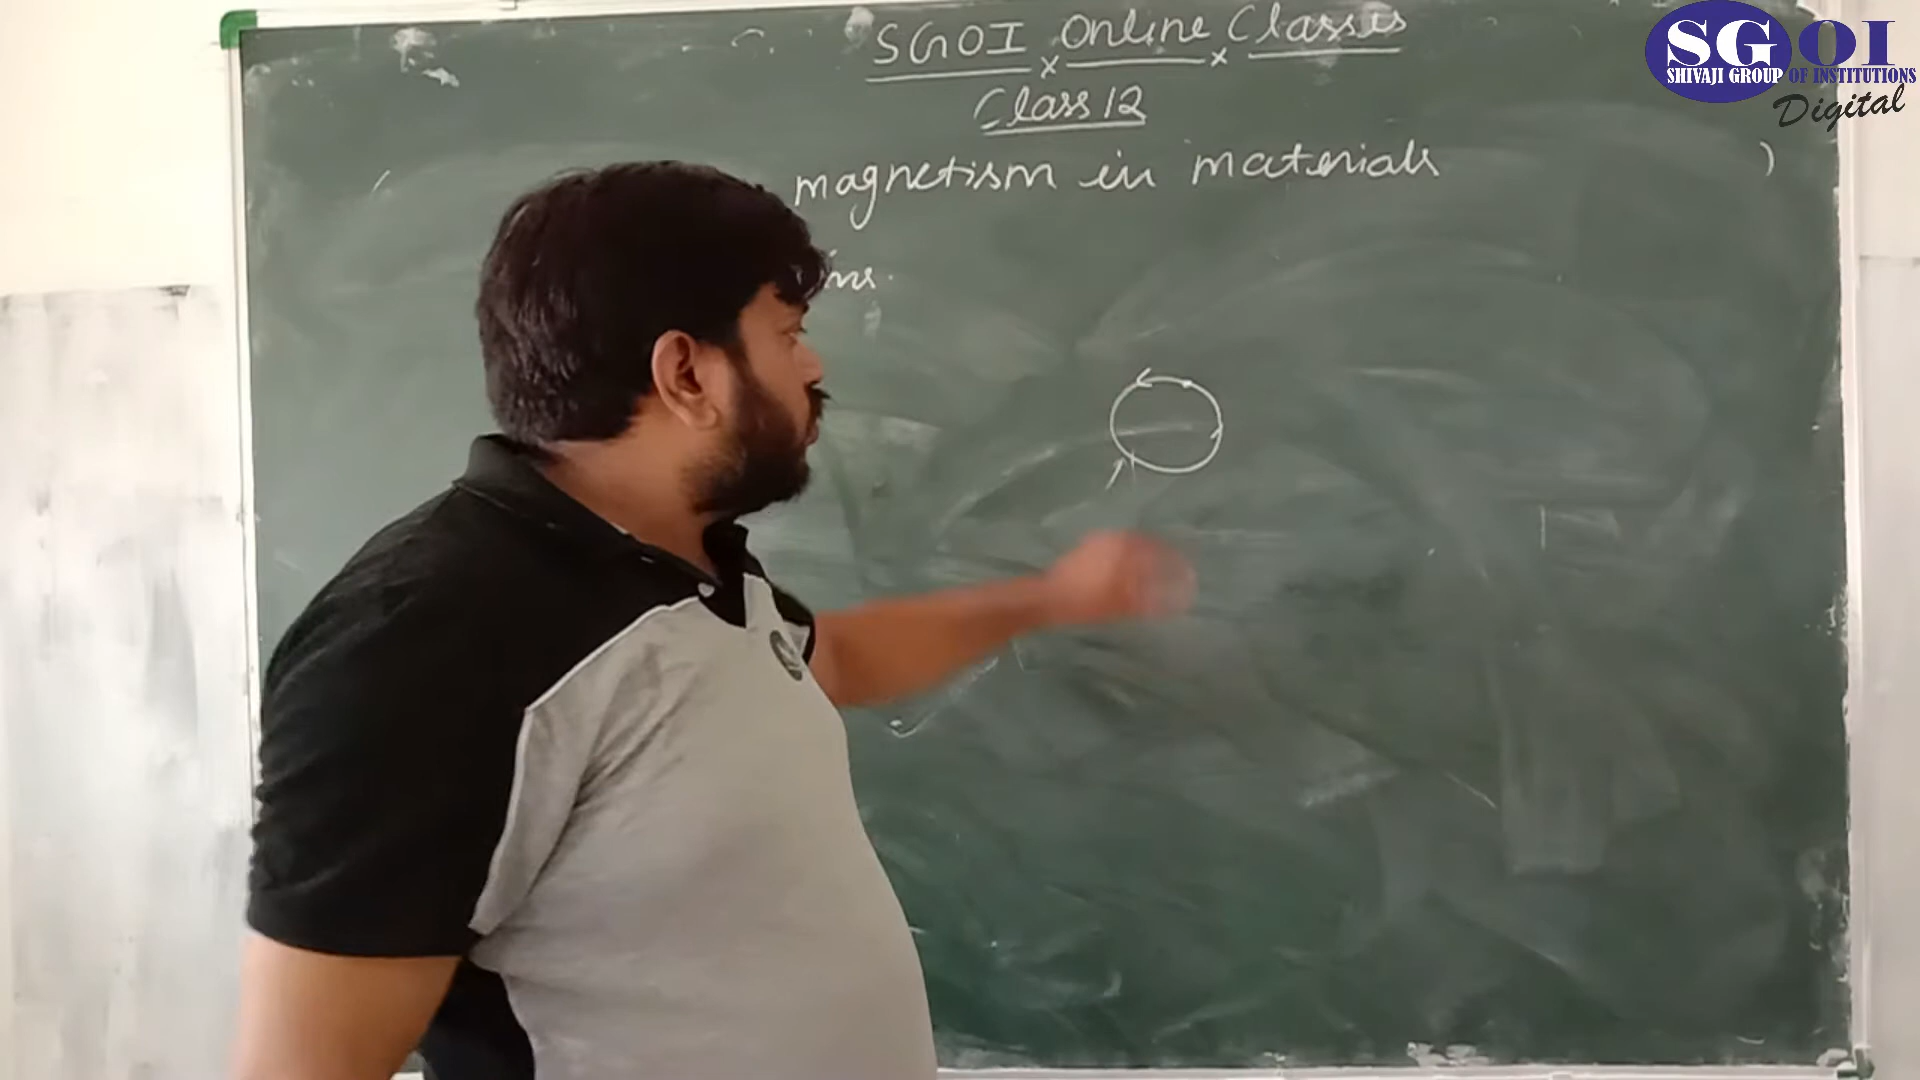 SGOI Online Classes
Class 12
magnetism in materials
SGOI
SHIVAJI GROUP OF INSTITUTIONS
Digital